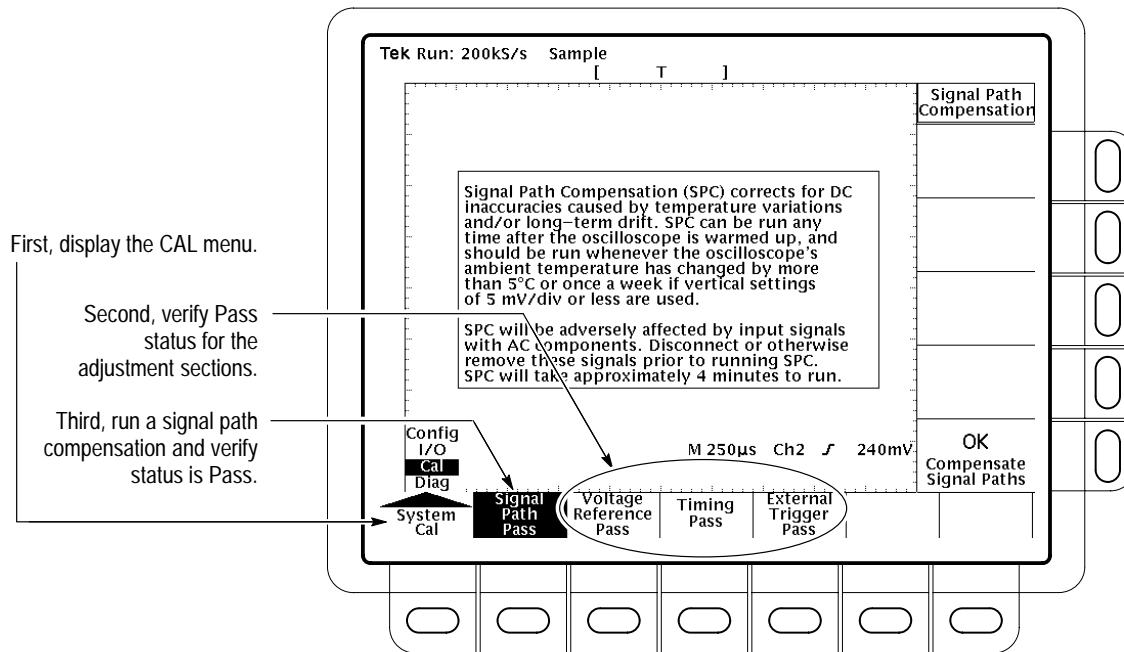 Tek Run: 200kS/s Sample
[ T ]
Signal Path
Compensation
Signal Path Compensation (SPC) corrects for DC
inaccuracies caused by temperature variations
and/or long−term drift. SPC can be run any
time after the oscilloscope is warmed up, and
should be run whenever the oscilloscope's
ambient temperature has changed by more
than 5°C or once a week if vertical settings
of 5 mV/div or less are used.
SPC will be adversely affected by input signals
with AC components. Disconnect or otherwise
remove these signals prior to running SPC.
SPC will take approximately 4 minutes to run.
First, display the CAL menu.
Second, verify Pass
status for the
adjustment sections.
Third, run a signal path
compensation and verify
status is Pass.
Config
I/O
Cal
Diag
M 250µs Ch2 ƒ 240mV
OK
Compensate
Signal Paths
System
Cal
Signal
Path
Pass
Voltage
Reference
Pass
Timing
Pass
External
Trigger
Pass